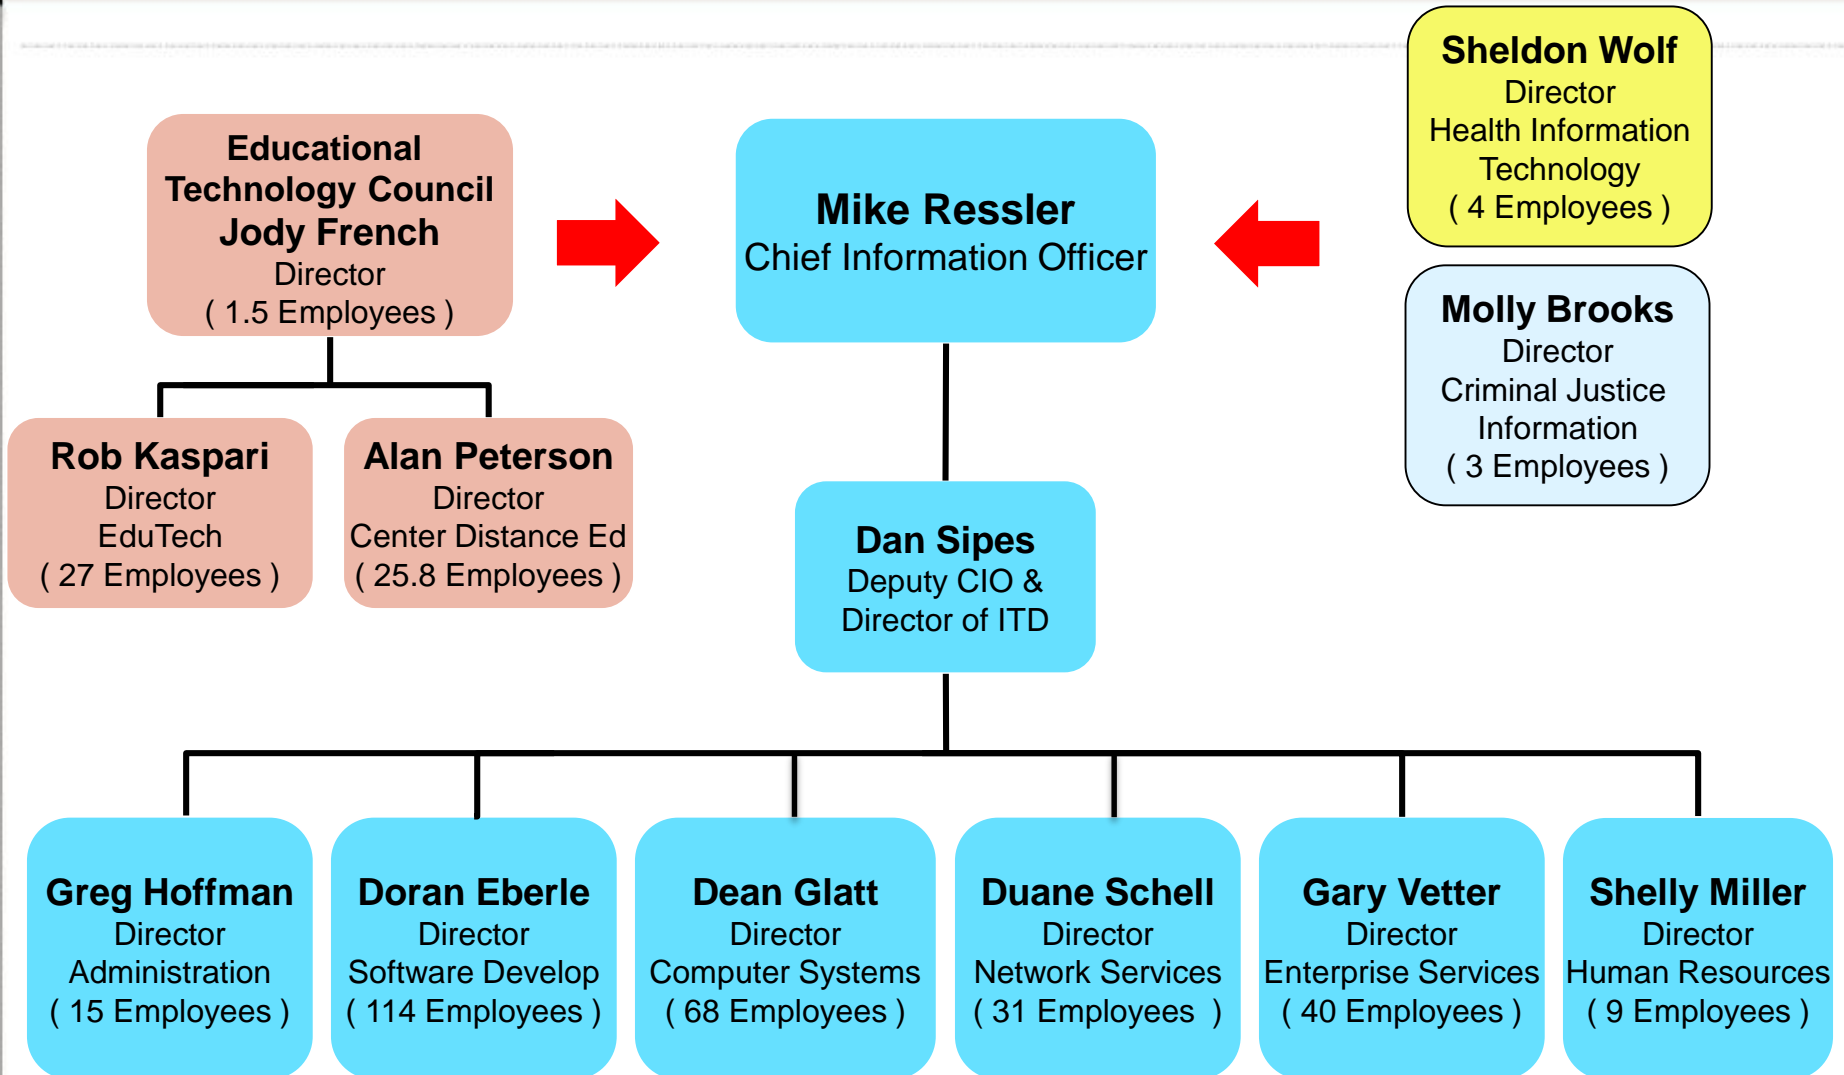 Sheldon Wolf
Director
Health Information
Technology
( 4 Employees )
Educational
Technology Council
Jody French
Director
( 1.5 Employees )
Mike Ressler
Chief Information Officer
Molly Brooks
Director
Criminal Justice
Information
( 3 Employees )
Rob Kaspari
Director
EduTech
( 27 Employees )
Alan Peterson
Director
Center Distance Ed
( 25.8 Employees )
Dan Sipes
Deputy CIO &
Director of ITD
Greg Hoffman
Director
Administration
( 15 Employees )
Doran Eberle
Director
Software Develop
( 114 Employees )
Dean Glatt
Director
Computer Systems
( 68 Employees )
Duane Schell
Director
Network Services
( 31 Employees  )
Gary Vetter
Director
Enterprise Services
( 40 Employees )
Shelly Miller
Director
Human Resources
( 9 Employees )